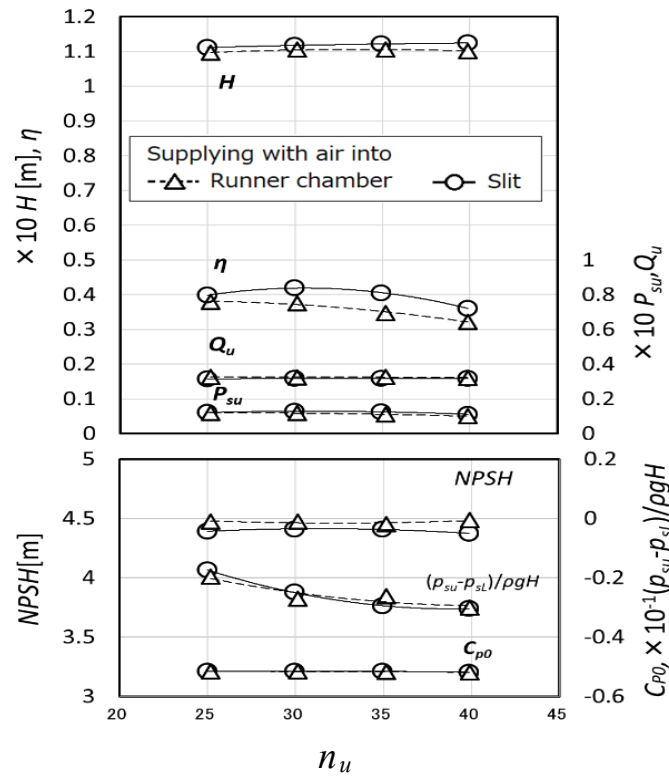 1.2
1.1
1
0.9
0.8
0.7
0.6
0.5
0.4
0.3
0.2
0.1
0
× 10 H [m], η
H
Supplying with air into
Runner chamber Slit
η
Q_u
P_su
1
0.8
0.6
0.4
0.2
0
× 10 P_su, Q_u
5
4.5
4
3.5
3
NPSH[m]
NPSH
(p_su-p_sL)/ρgH
C_p0
0.2
0
-0.2
-0.4
-0.6
C_P0, × 10^-1(p_su-p_sL)/ρgH
20 25 30 35 40 45
n_u